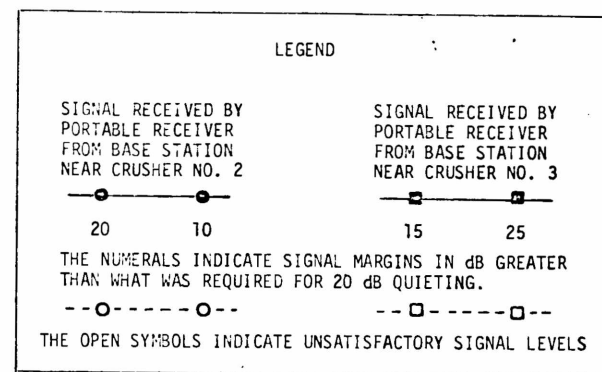 LEGEND
SIGNAL RECEIVED BY
PORTABLE RECEIVER
FROM BASE STATION
NEAR CRUSHER NO. 2
20 10
SIGNAL RECEIVED BY
PORTABLE RECEIVER
FROM BASE STATION
NEAR CRUSHER NO. 3
15 25
THE NUMERALS INDICATE SIGNAL MARGINS IN dB GREATER
THAN WHAT WAS REQUIRED FOR 20 dB QUIETING.
THE OPEN SYMBOLS INDICATE UNSATISFACTORY SIGNAL LEVELS